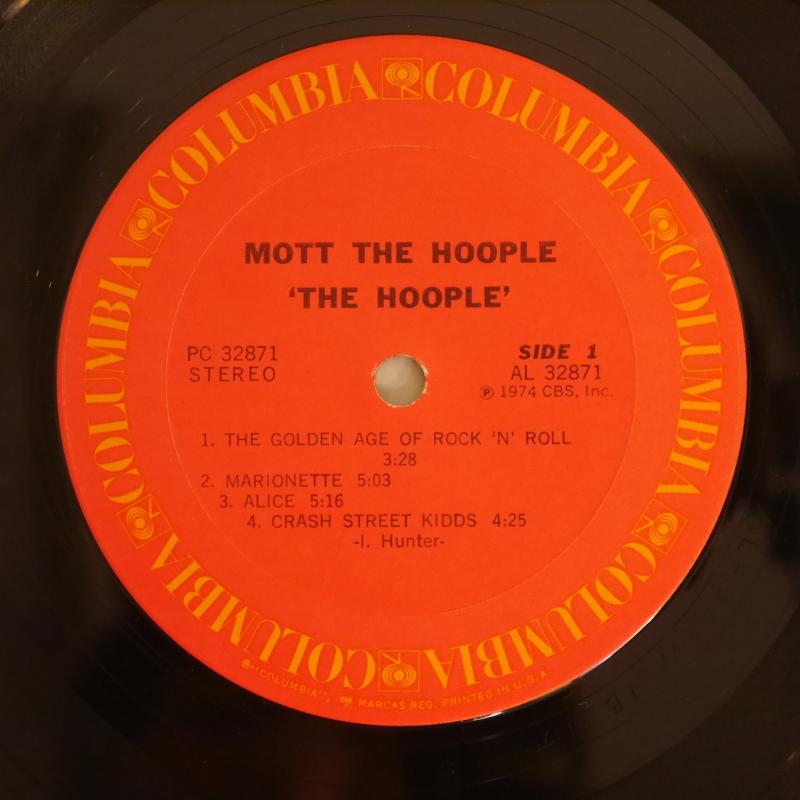 COLUMBIA COLUMBIA COLUMBIA COLUMBIA COLUMBIA COLUMBIA COLUMBIA
MOTT THE HOOPLE
‘THE HOOPLE’
PC 32871
STEREO
SIDE 1
AL 32871
Ⓟ 1974 CBS, Inc.
1. THE GOLDEN AGE OF ROCK 'N' ROLL
3:28
2. MARIONETTE 5:03
3. ALICE 5:16
4. CRASH STREET KIDDS 4:25
-I. Hunter-
®"COLUMBIA", MARCAS REG. PRINTED IN U.S.A.